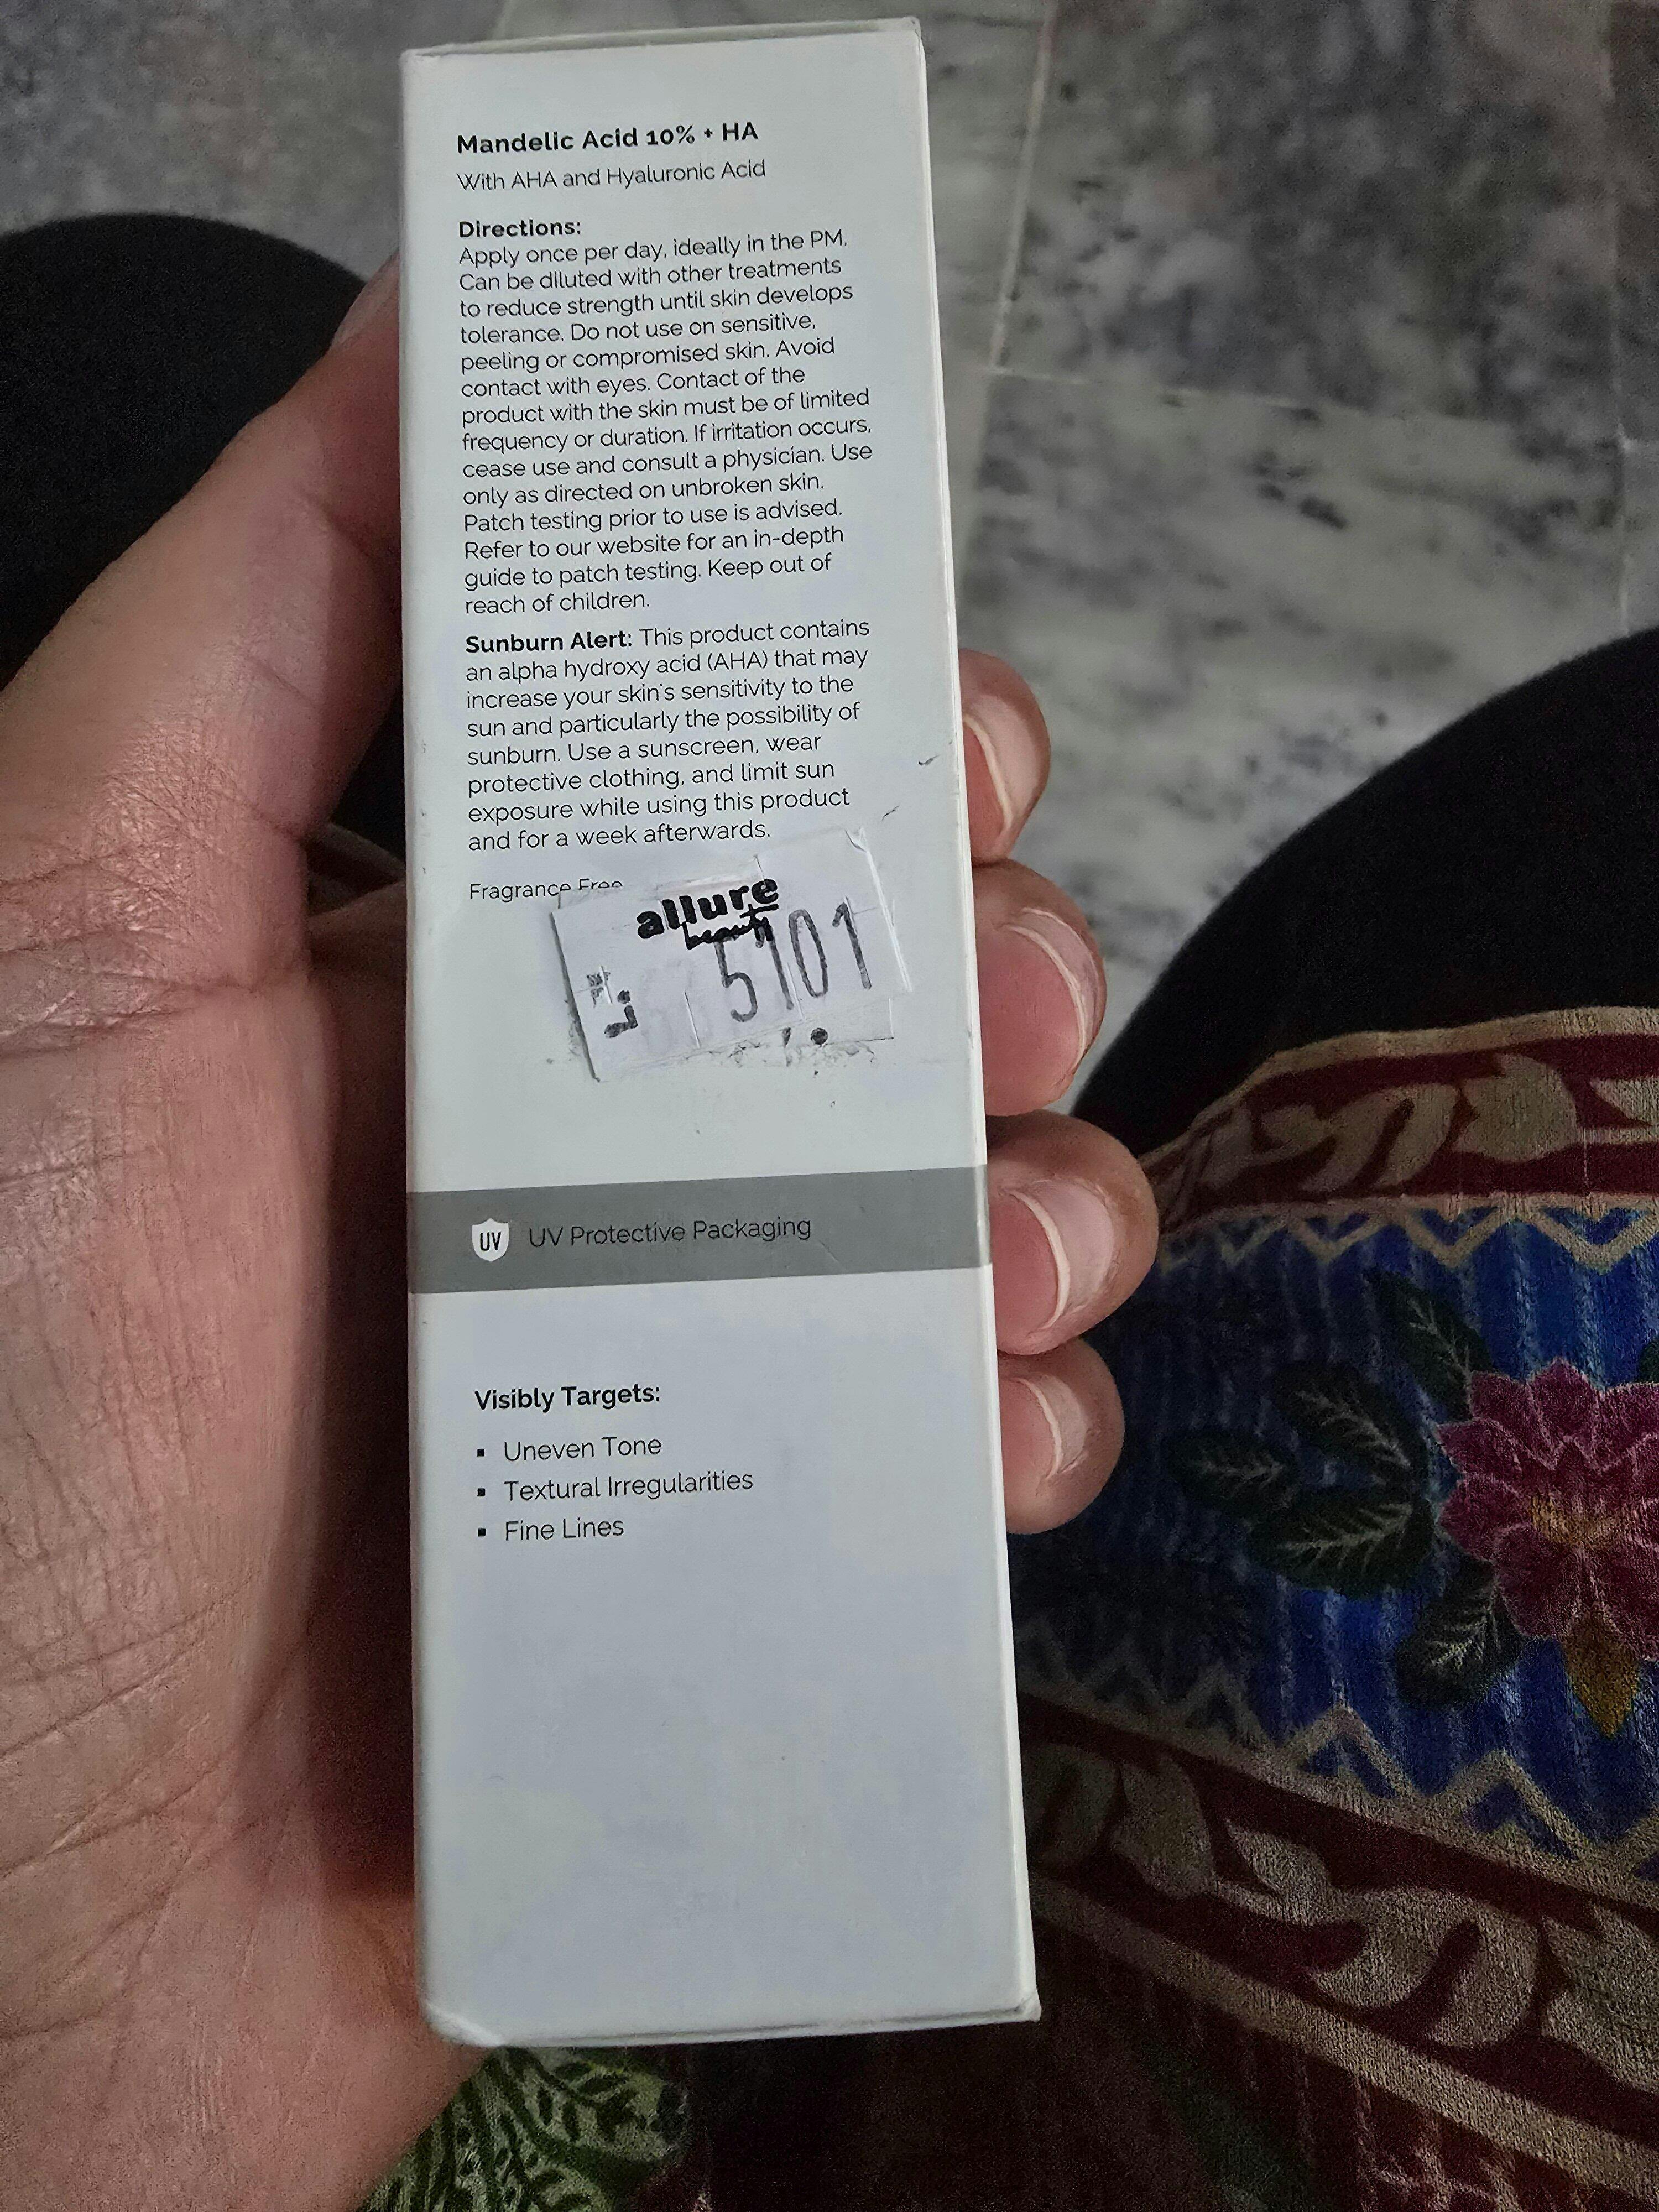 Mandelic Acid 10% + HA
With AHA and Hyaluronic Acid
Directions:
Apply once per day, ideally in the PM.
Can be diluted with other treatments
to reduce strength until skin develops
tolerance. Do not use on sensitive,
peeling or compromised skin. Avoid
contact with eyes. Contact of the
product with the skin must be of limited
frequency or duration. If irritation occurs,
cease use and consult a physician. Use
only as directed on unbroken skin.
Patch testing prior to use is advised.
Refer to our website for an in-depth
guide to patch testing. Keep out of
reach of children.
Sunburn Alert: This product contains
an alpha hydroxy acid (AHA) that may
increase your skin's sensitivity to the
sun and particularly the possibility of
sunburn. Use a sunscreen, wear
protective clothing, and limit sun
exposure while using this product
and for a week afterwards.
Fragrance Free
allure
beauty
5101
UV UV Protective Packaging
Visibly Targets:
▪ Uneven Tone
▪ Textural Irregularities
▪ Fine Lines